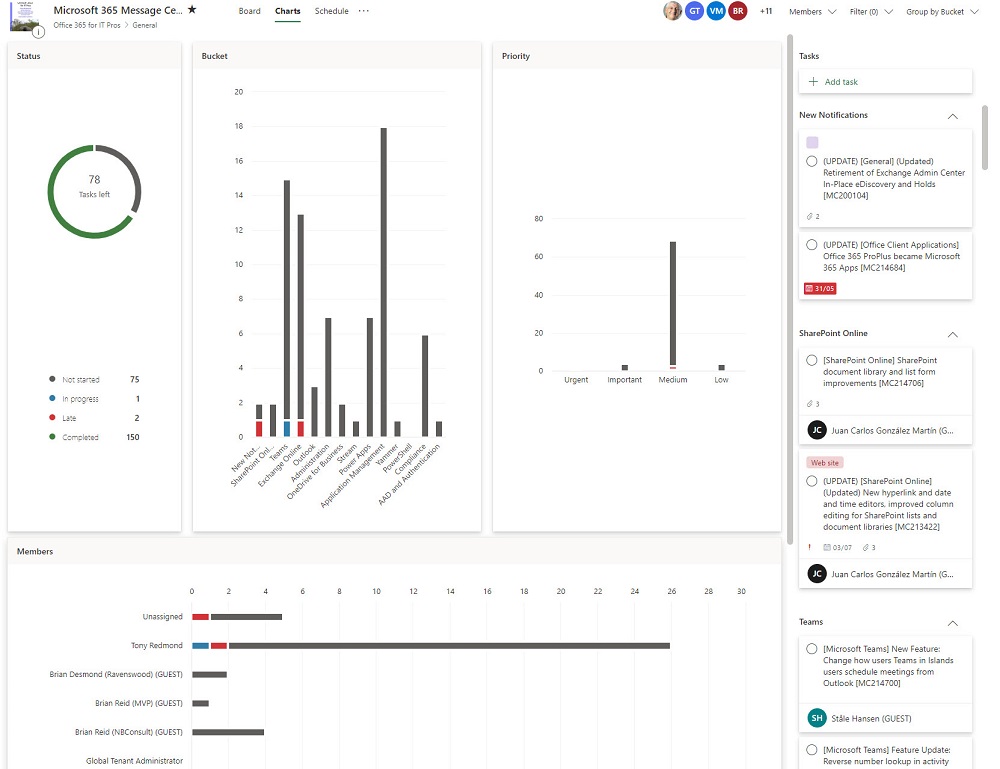 Microsoft 365 Message Ce... ★
Office 365 for IT Pros > General
Board Charts Schedule ...
GT VM BR +11 Members Filter (0) Group by Bucket
Status
78
Tasks left
Not started 75
In progress 1
Late 2
Completed 150
Bucket
20
18
16
14
12
10
8
6
4
2
0
New Not...
SharePoint Onl...
Teams
Exchange Online
Outlook
Administration
OneDrive for Business
Stream
Power Apps
Application Management
Yammer
PowerShell
Compliance
AAD and Authentication
Priority
80
60
40
20
0
Urgent Important Medium Low
Members
0 2 4 6 8 10 12 14 16 18 20 22 24 26 28 30
Unassigned
Tony Redmond
Brian Desmond (Ravenswood) (GUEST)
Brian Reid (MVP) (GUEST)
Brian Reid (NBConsult) (GUEST)
Global Tenant Administrator
Tasks
+ Add task
New Notifications
(UPDATE) [General] (Updated)
Retirement of Exchange Admin Center
In-Place eDiscovery and Holds
[MC200104]
2
(UPDATE) [Office Client Applications]
Office 365 ProPlus became Microsoft
365 Apps [MC214684]
31/05
SharePoint Online
[SharePoint Online] SharePoint
document library and list form
improvements [MC214706]
3
JC Juan Carlos González Martín (G...
Web site
(UPDATE) [SharePoint Online]
(Updated) New hyperlink and date
and time editors, improved column
editing for SharePoint lists and
document libraries [MC213422]
! 03/07 3
JC Juan Carlos González Martín (G...
Teams
[Microsoft Teams] New Feature:
Change how users Teams in Islands
users schedule meetings from
Outlook [MC214700]
SH Ståle Hansen (GUEST)
[Microsoft Teams] Feature Update:
Reverse number lookup in activity